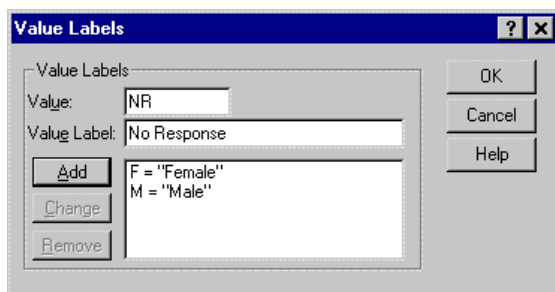 Value Labels
Value Labels
OK
Value: NR
Cancel
Value Label: No Response
Help
Add
F = "Female"
M = "Male"
Change
Remove